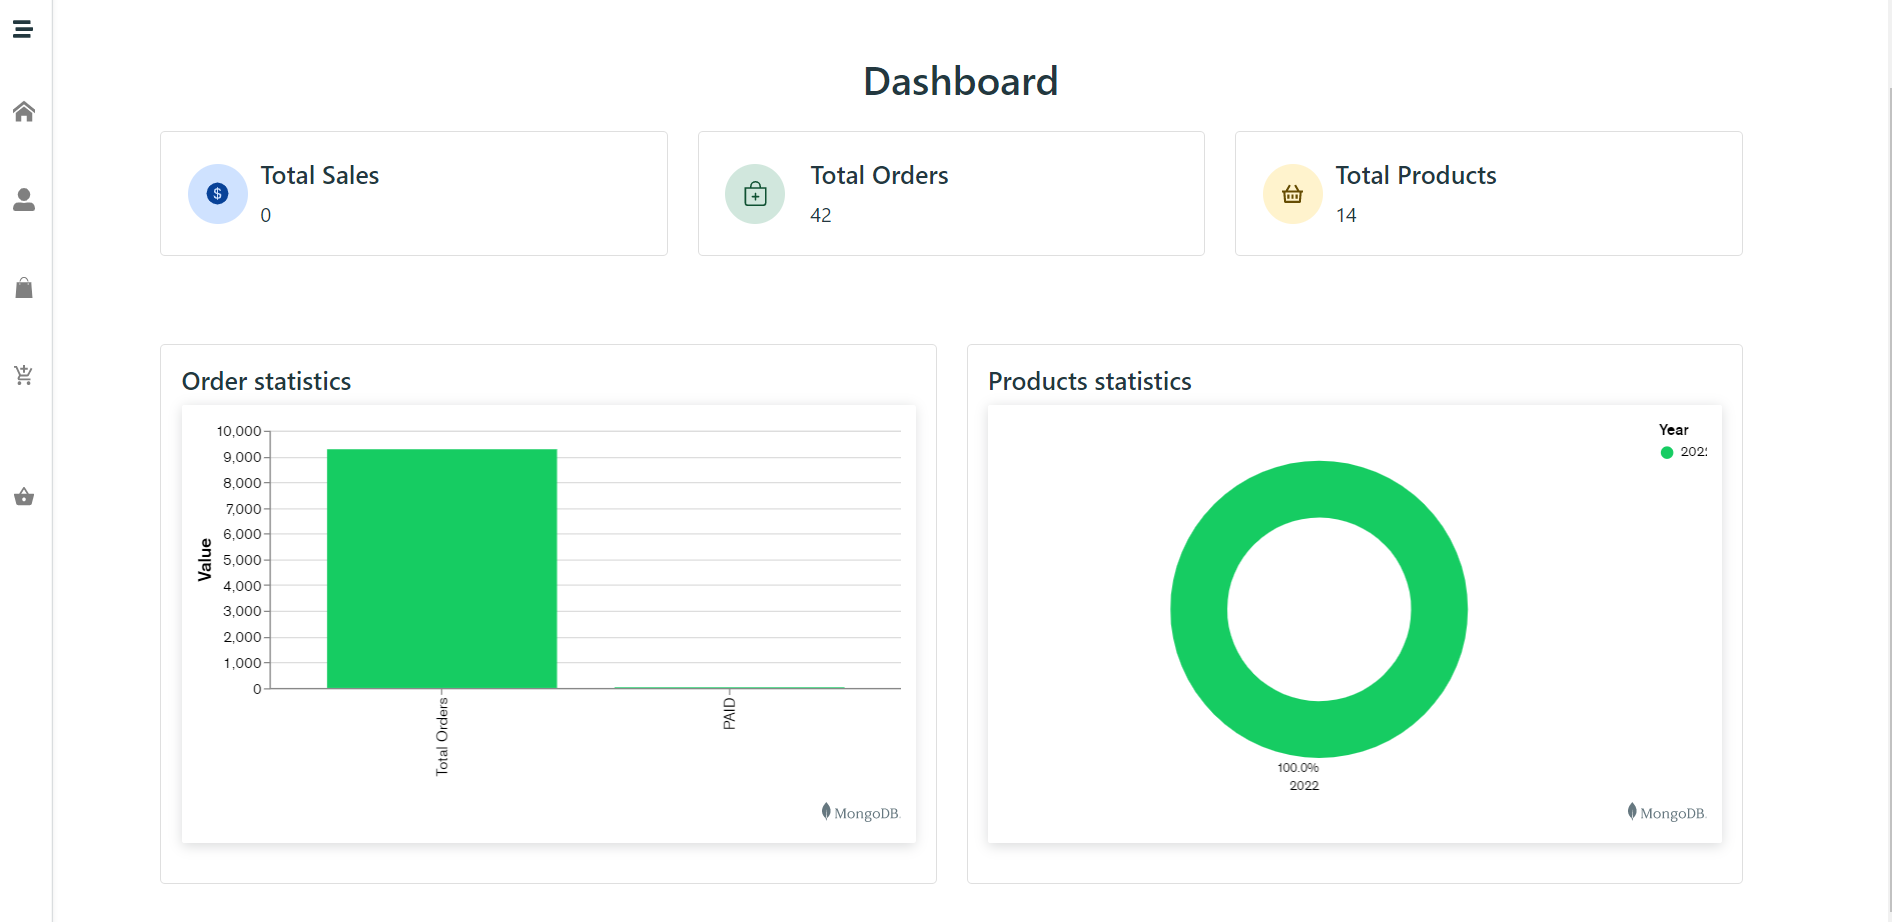 Dashboard
$
Total Sales
0
Total Orders
42
Total Products
14
Order statistics
10,000
9,000
8,000
7,000
6,000
5,000
4,000
3,000
2,000
1,000
0
Value
Total Orders
PAID
MongoDB.
Products statistics
Year
2022
100.0%
2022
MongoDB.